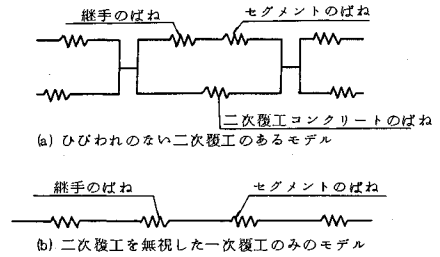 継手のばね
セグメントのばね
二次覆工コンクリートのばね
(a) ひびわれのない二次覆工のあるモデル
継手のばね
セグメントのばね
(b) 二次覆工を無視した一次覆工のみのモデル